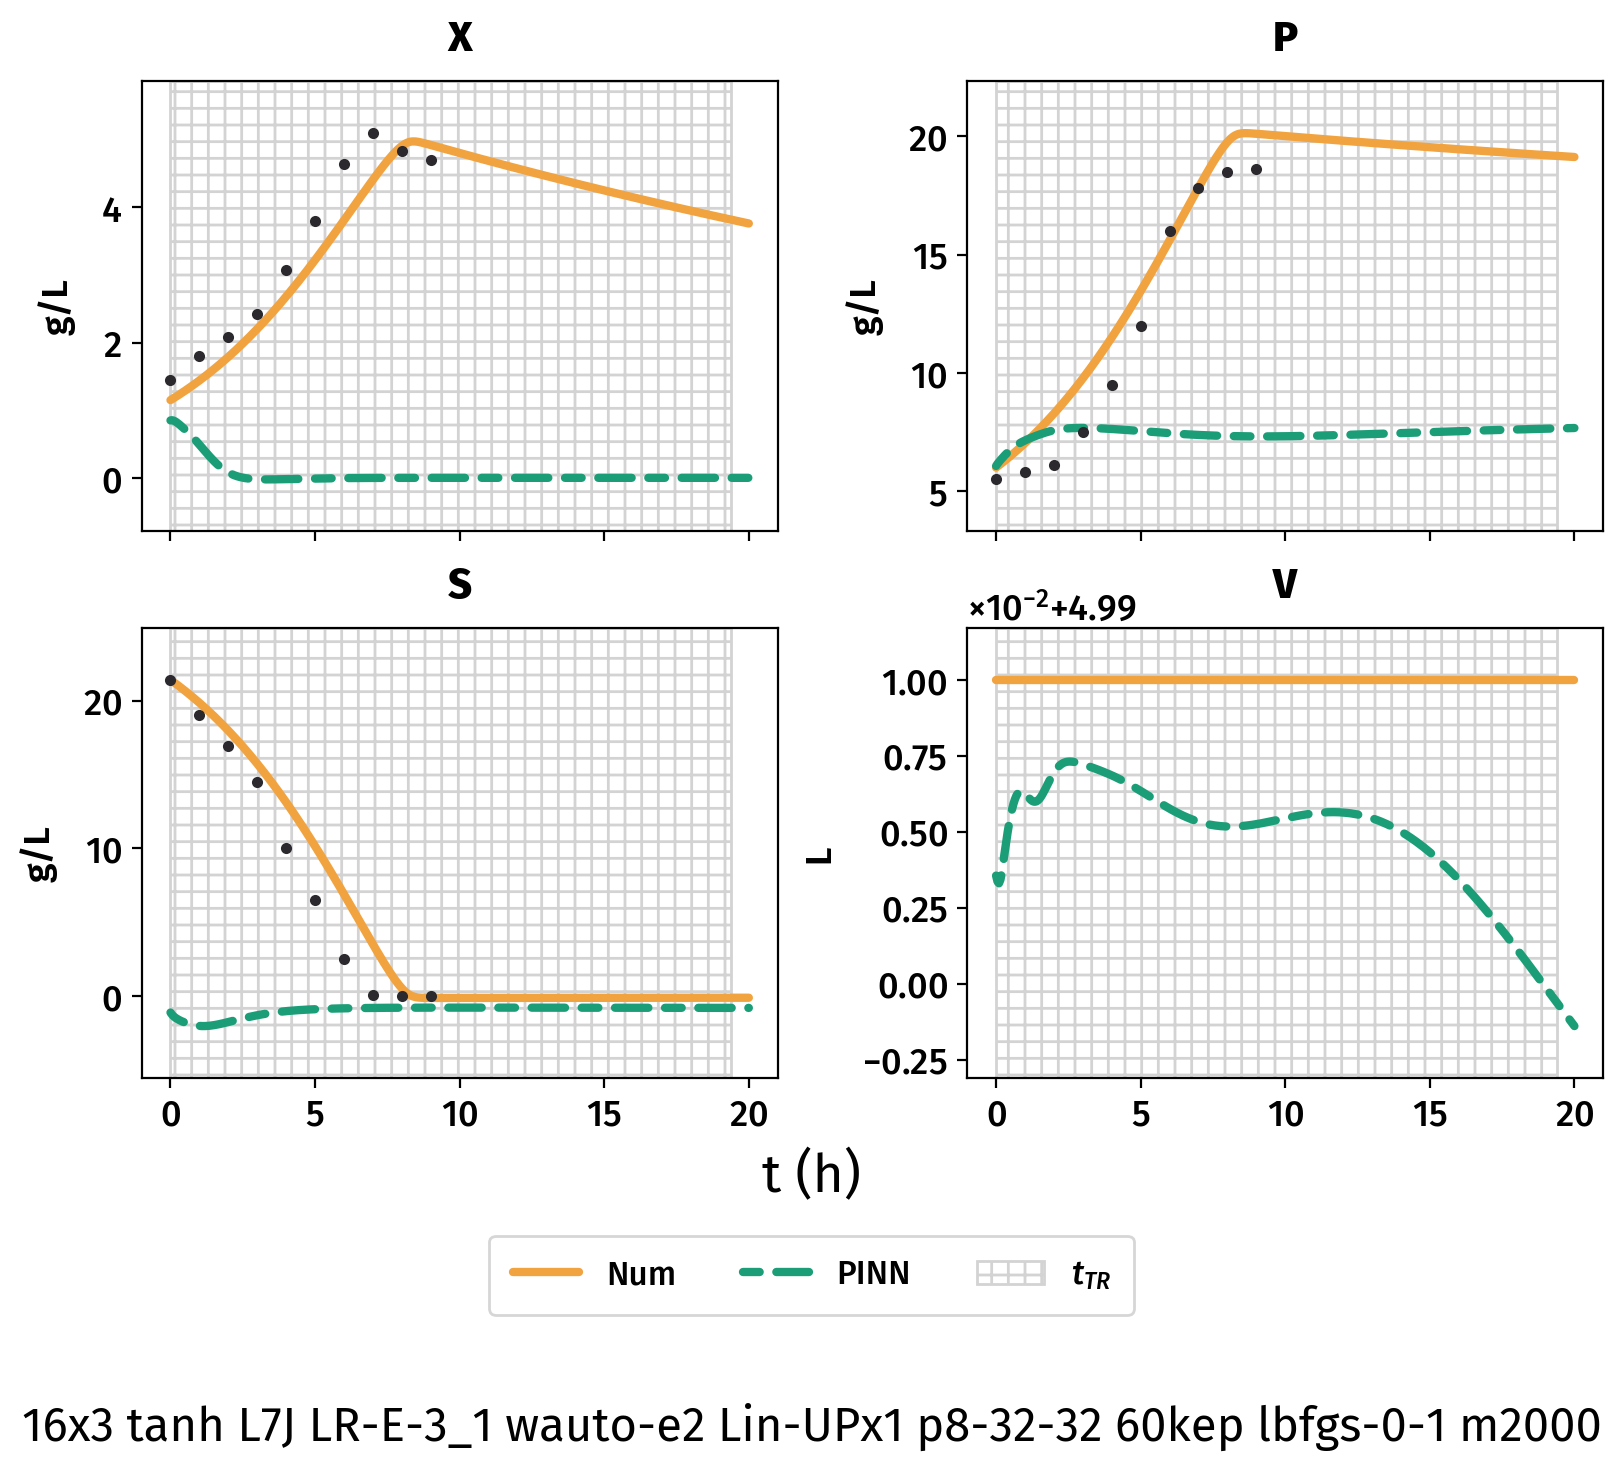 X
P
g/L
4
2
0
g/L
20
15
10
5
S
V
×10⁻²+4.99
g/L
20
10
0
L
1.00
0.75
0.50
0.25
0.00
−0.25
0 5 10 15 20
0 5 10 15 20
t (h)
Num PINN t_TR
16x3 tanh L7J LR-E-3_1 wauto-e2 Lin-UPx1 p8-32-32 60kep lbfgs-0-1 m2000